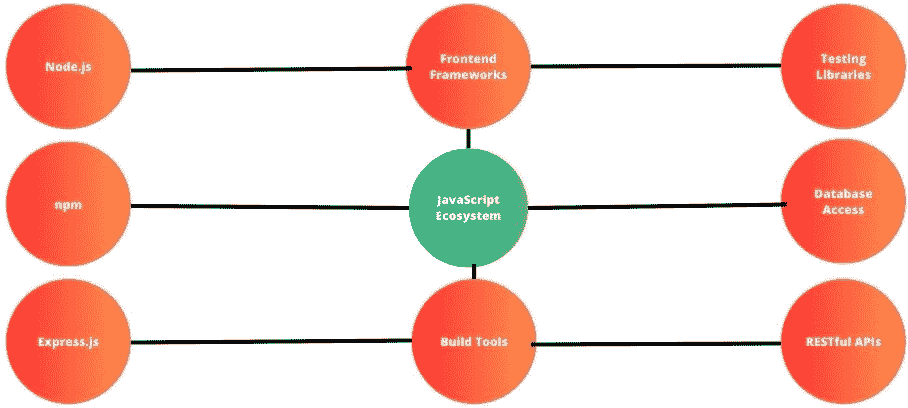 Node.js
Frontend
Frameworks
Testing
Libraries
npm
JavaScript
Ecosystem
Database
Access
Express.js
Build Tools
RESTful APIs